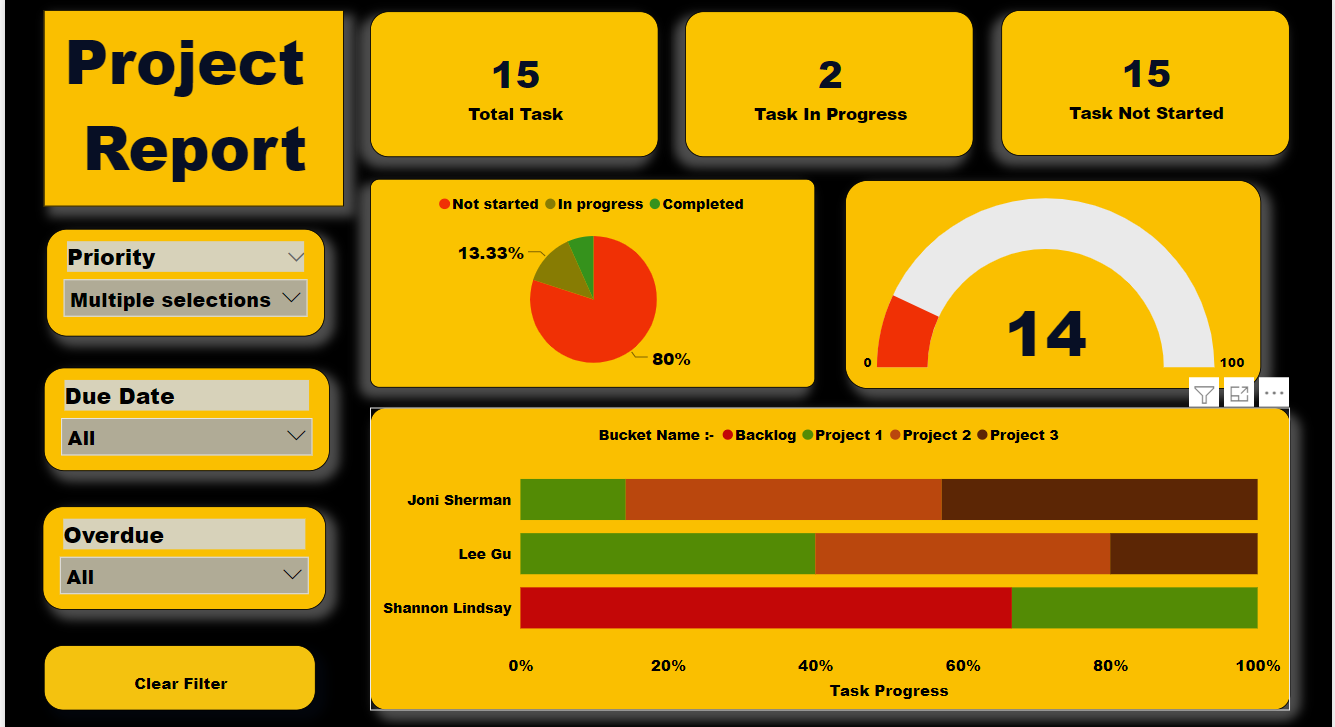 Project
Report
15
Total Task
2
Task In Progress
15
Task Not Started
Priority
Multiple selections
Due Date
All
Overdue
All
Clear Filter
Not started In progress Completed
13.33%
80%
14
0
100
Bucket Name :- Backlog Project 1 Project 2 Project 3
Joni Sherman
Lee Gu
Shannon Lindsay
0% 20% 40% 60% 80% 100%
Task Progress